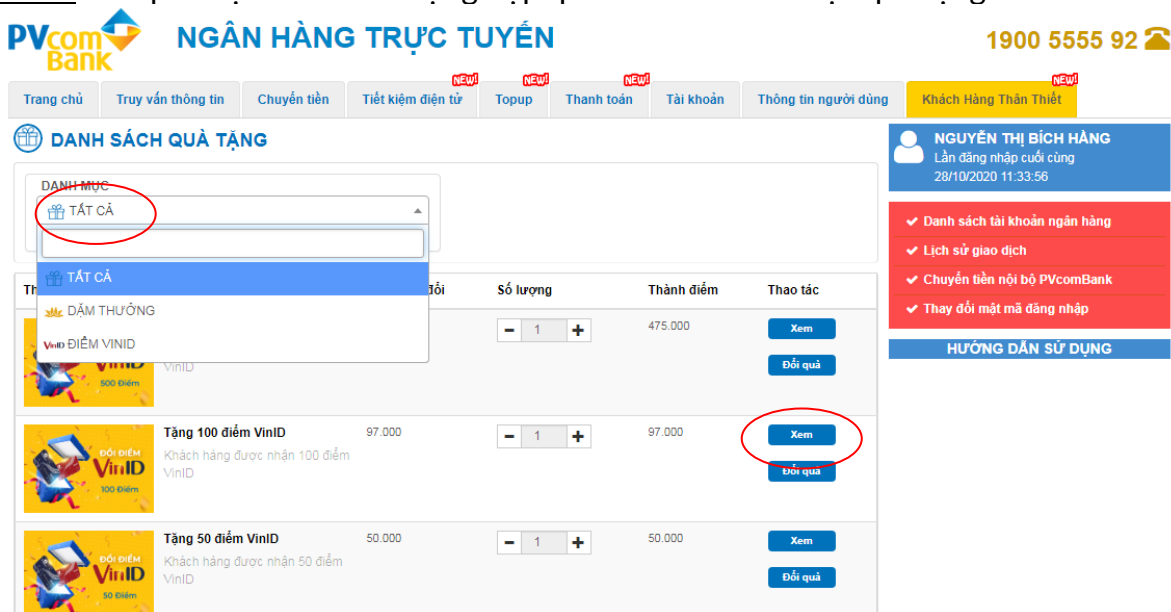 PVcom
Bank
NGÂN HÀNG TRỰC TUYẾN
1900 5555 92
NEW!
NEW!
NEW!
NEW!
Trang chủ
Truy vấn thông tin
Chuyển tiền
Tiết kiệm điện tử
Topup
Thanh toán
Tài khoản
Thông tin người dùng
Khách Hàng Thân Thiết
DANH SÁCH QUÀ TẶNG
NGUYỄN THỊ BÍCH HẰNG
Lần đăng nhập cuối cùng
28/10/2020 11:33:56
DANH MỤC
TẤT CẢ
TẤT CẢ
DẶM THƯỞNG
VinID ĐIỂM VINID
Danh sách tài khoản ngân hàng
Lịch sử giao dịch
Chuyển tiền nội bộ PVcomBank
Thay đổi mật mã đăng nhập
HƯỚNG DẪN SỬ DỤNG
Th
đổi
Số lượng
Thành điểm
Thao tác
VinID
500 Điểm
VinID
1
475.000
Xem
Đổi quà
ĐỔI ĐIỂM
VinID
100 Điểm
Tặng 100 điểm VinID
Khách hàng được nhận 100 điểm
VinID
97.000
1
97.000
Xem
Đổi quà
ĐỔI ĐIỂM
VinID
50 Điểm
Tặng 50 điểm VinID
Khách hàng được nhận 50 điểm
VinID
50.000
1
50.000
Xem
Đổi quà